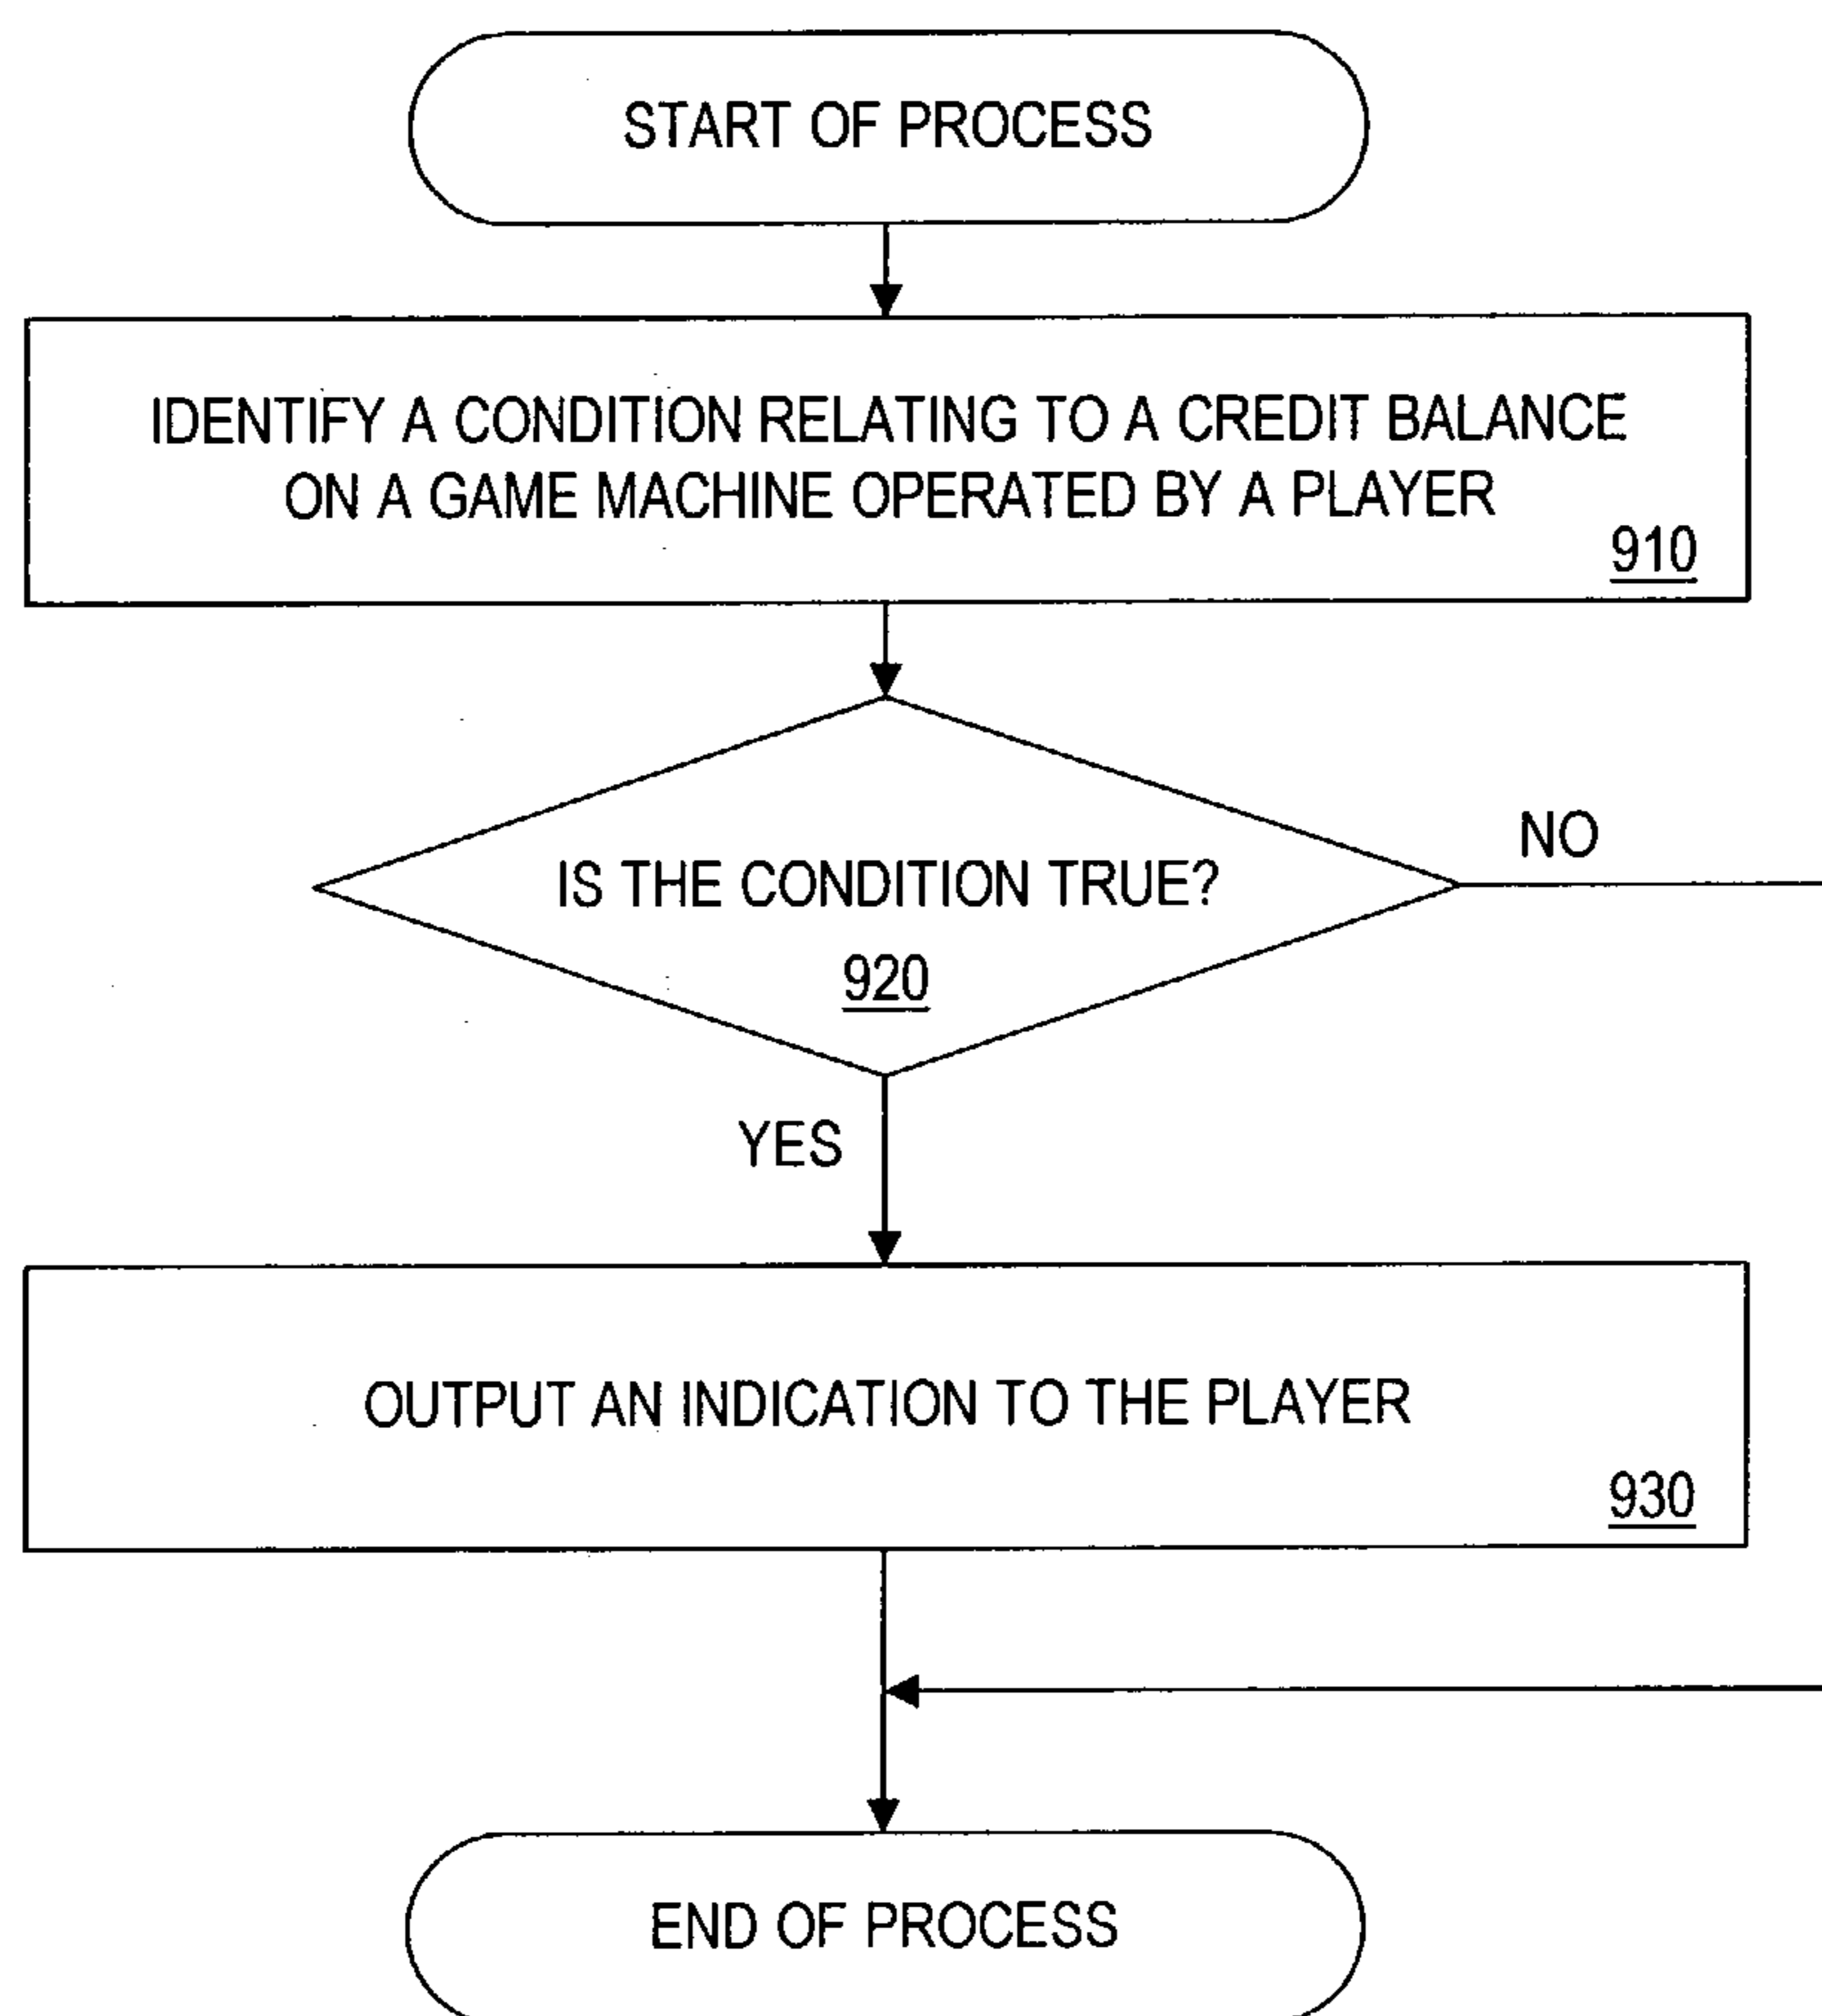 START OF PROCESS
IDENTIFY A CONDITION RELATING TO A CREDIT BALANCE
ON A GAME MACHINE OPERATED BY A PLAYER
910
IS THE CONDITION TRUE?
NO
920
YES
OUTPUT AN INDICATION TO THE PLAYER
930
END OF PROCESS